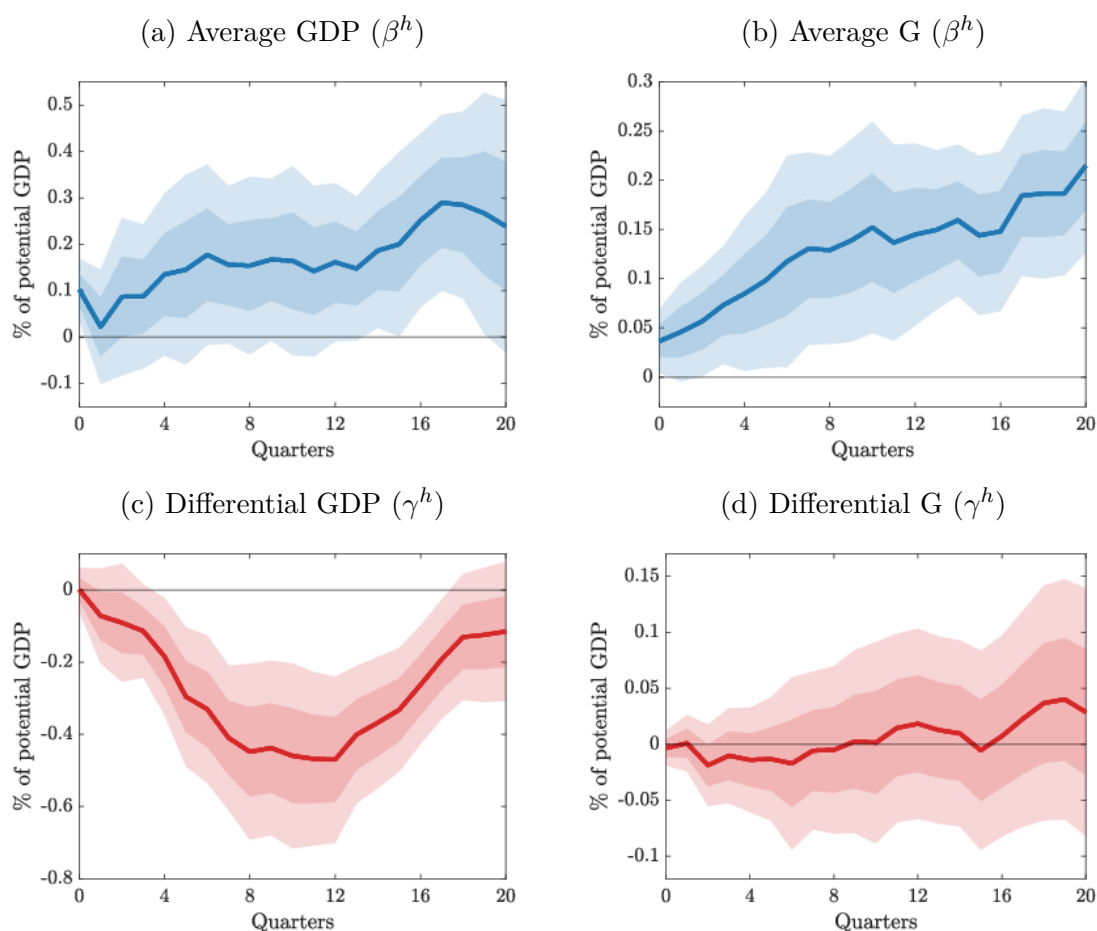 (a) Average GDP (β^h)
% of potential GDP
0.5
0.4
0.3
0.2
0.1
0
-0.1
0 4 8 12 16 20
Quarters
(b) Average G (β^h)
% of potential GDP
0.3
0.25
0.2
0.15
0.1
0.05
0
0 4 8 12 16 20
Quarters
(c) Differential GDP (γ^h)
% of potential GDP
0
-0.2
-0.4
-0.6
-0.8
4 8 12 16 20
Quarters
(d) Differential G (γ^h)
% of potential GDP
0.15
0.1
0.05
0
-0.05
-0.1
4 8 12 16 20
Quarters